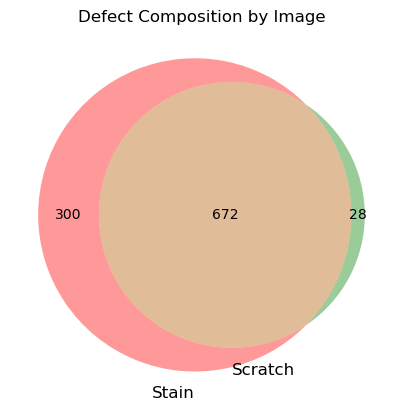 Defect Composition by Image
300
672
28
Scratch
Stain